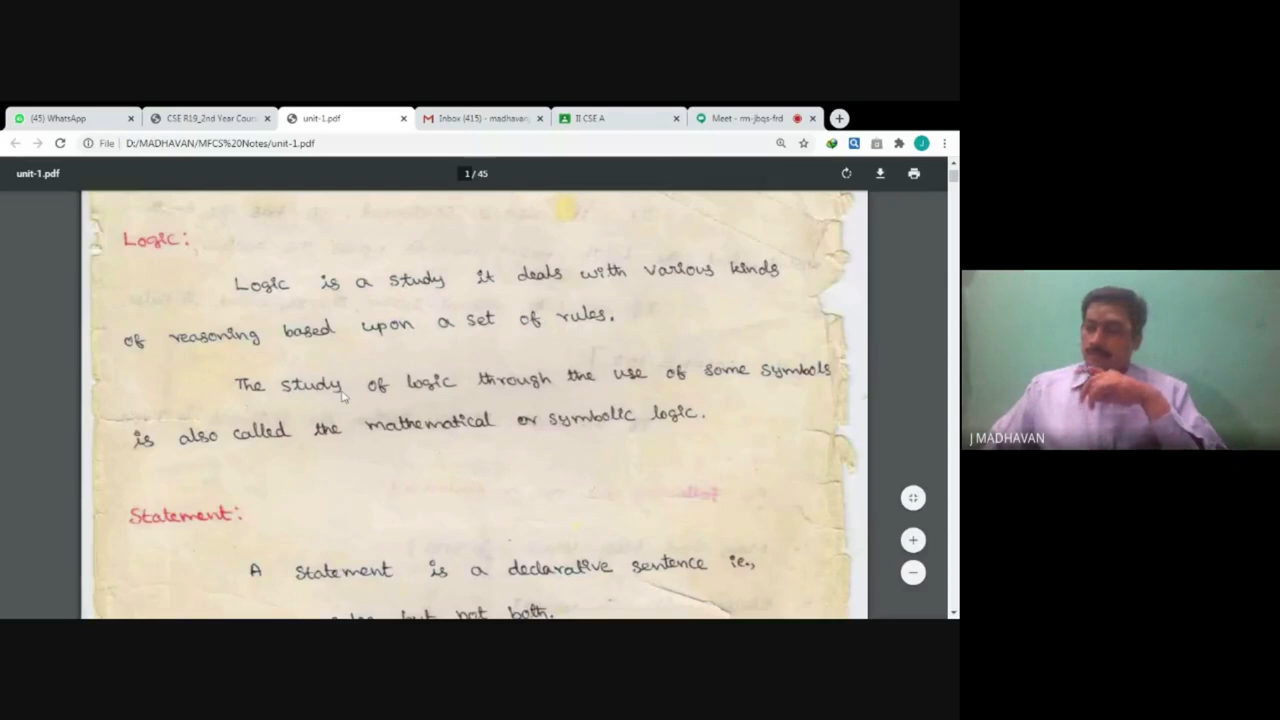 (45) WhatsApp
CSE R19_2nd Year Cours
unit-1.pdf
Inbox (415) - madhavan
II CSE A
Meet - rm-jbqs-frd
File
D:/MADHAVAN/MFCS%20Notes/unit-1.pdf
J
unit-1.pdf
1 / 45
Logic:
Logic is a study it deals with various kinds
of reasoning based upon a set of rules.
The study of logic through the use of some symbols
is also called the mathematical or symbolic logic.
Statement:
A statement is a declarative sentence ie.,
but not both.
J MADHAVAN